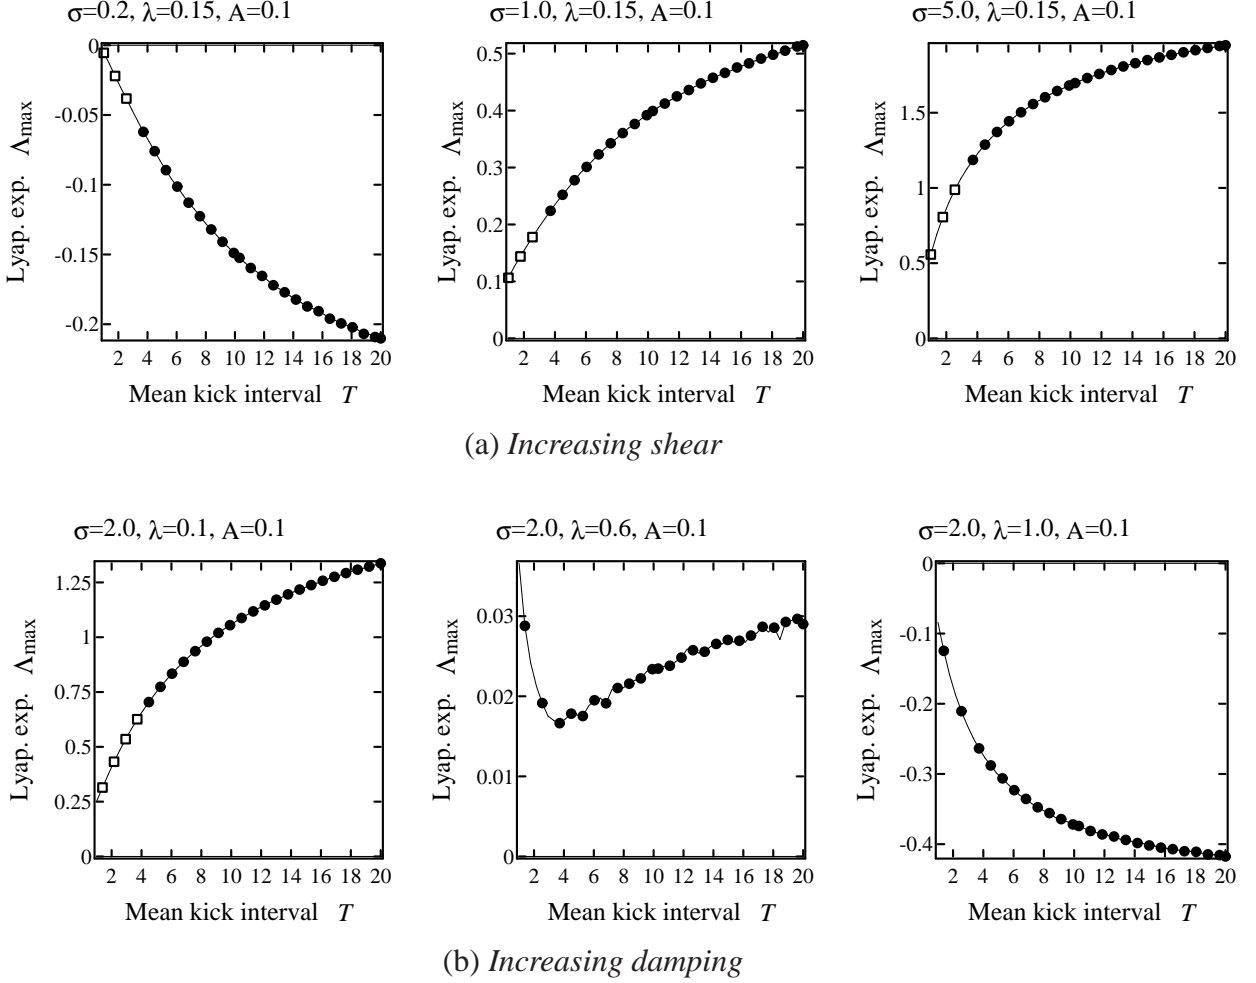 σ=0.2, λ=0.15, A=0.1
σ=1.0, λ=0.15, A=0.1
σ=5.0, λ=0.15, A=0.1
Lyap. exp. Λmax
0
-0.05
-0.1
-0.15
-0.2
2 4 6 8 10 12 14 16 18 20
Mean kick interval T
Lyap. exp. Λmax
0.5
0.4
0.3
0.2
0.1
0
2 4 6 8 10 12 14 16 18 20
Mean kick interval T
Lyap. exp. Λmax
1.5
1
0.5
0
2 4 6 8 10 12 14 16 18 20
Mean kick interval T
(a) Increasing shear
σ=2.0, λ=0.1, A=0.1
σ=2.0, λ=0.6, A=0.1
σ=2.0, λ=1.0, A=0.1
Lyap. exp. Λmax
1.25
1
0.75
0.5
0.25
0
2 4 6 8 10 12 14 16 18 20
Mean kick interval T
Lyap. exp. Λmax
0.03
0.02
0.01
0
2 4 6 8 10 12 14 16 18 20
Mean kick interval T
Lyap. exp. Λmax
0
-0.1
-0.2
-0.3
-0.4
2 4 6 8 10 12 14 16 18 20
Mean kick interval T
(b) Increasing damping